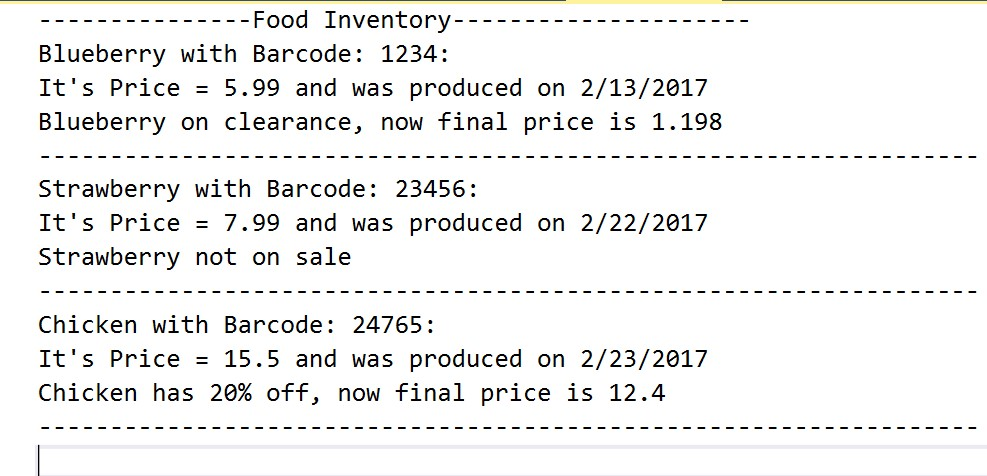 ---------------Food Inventory---------------------
Blueberry with Barcode: 1234:
It's Price = 5.99 and was produced on 2/13/2017
Blueberry on clearance, now final price is 1.198
------------------------------------------------------------------
Strawberry with Barcode: 23456:
It's Price = 7.99 and was produced on 2/22/2017
Strawberry not on sale
------------------------------------------------------------------
Chicken with Barcode: 24765:
It's Price = 15.5 and was produced on 2/23/2017
Chicken has 20% off, now final price is 12.4
------------------------------------------------------------------